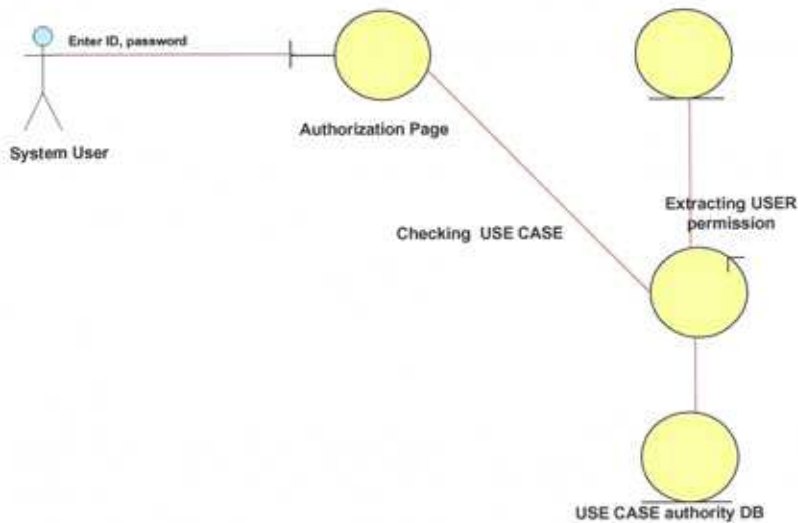 Enter ID, password
System User
Authorization Page
Checking USE CASE
Extracting USER
permission
USE CASE authority DB